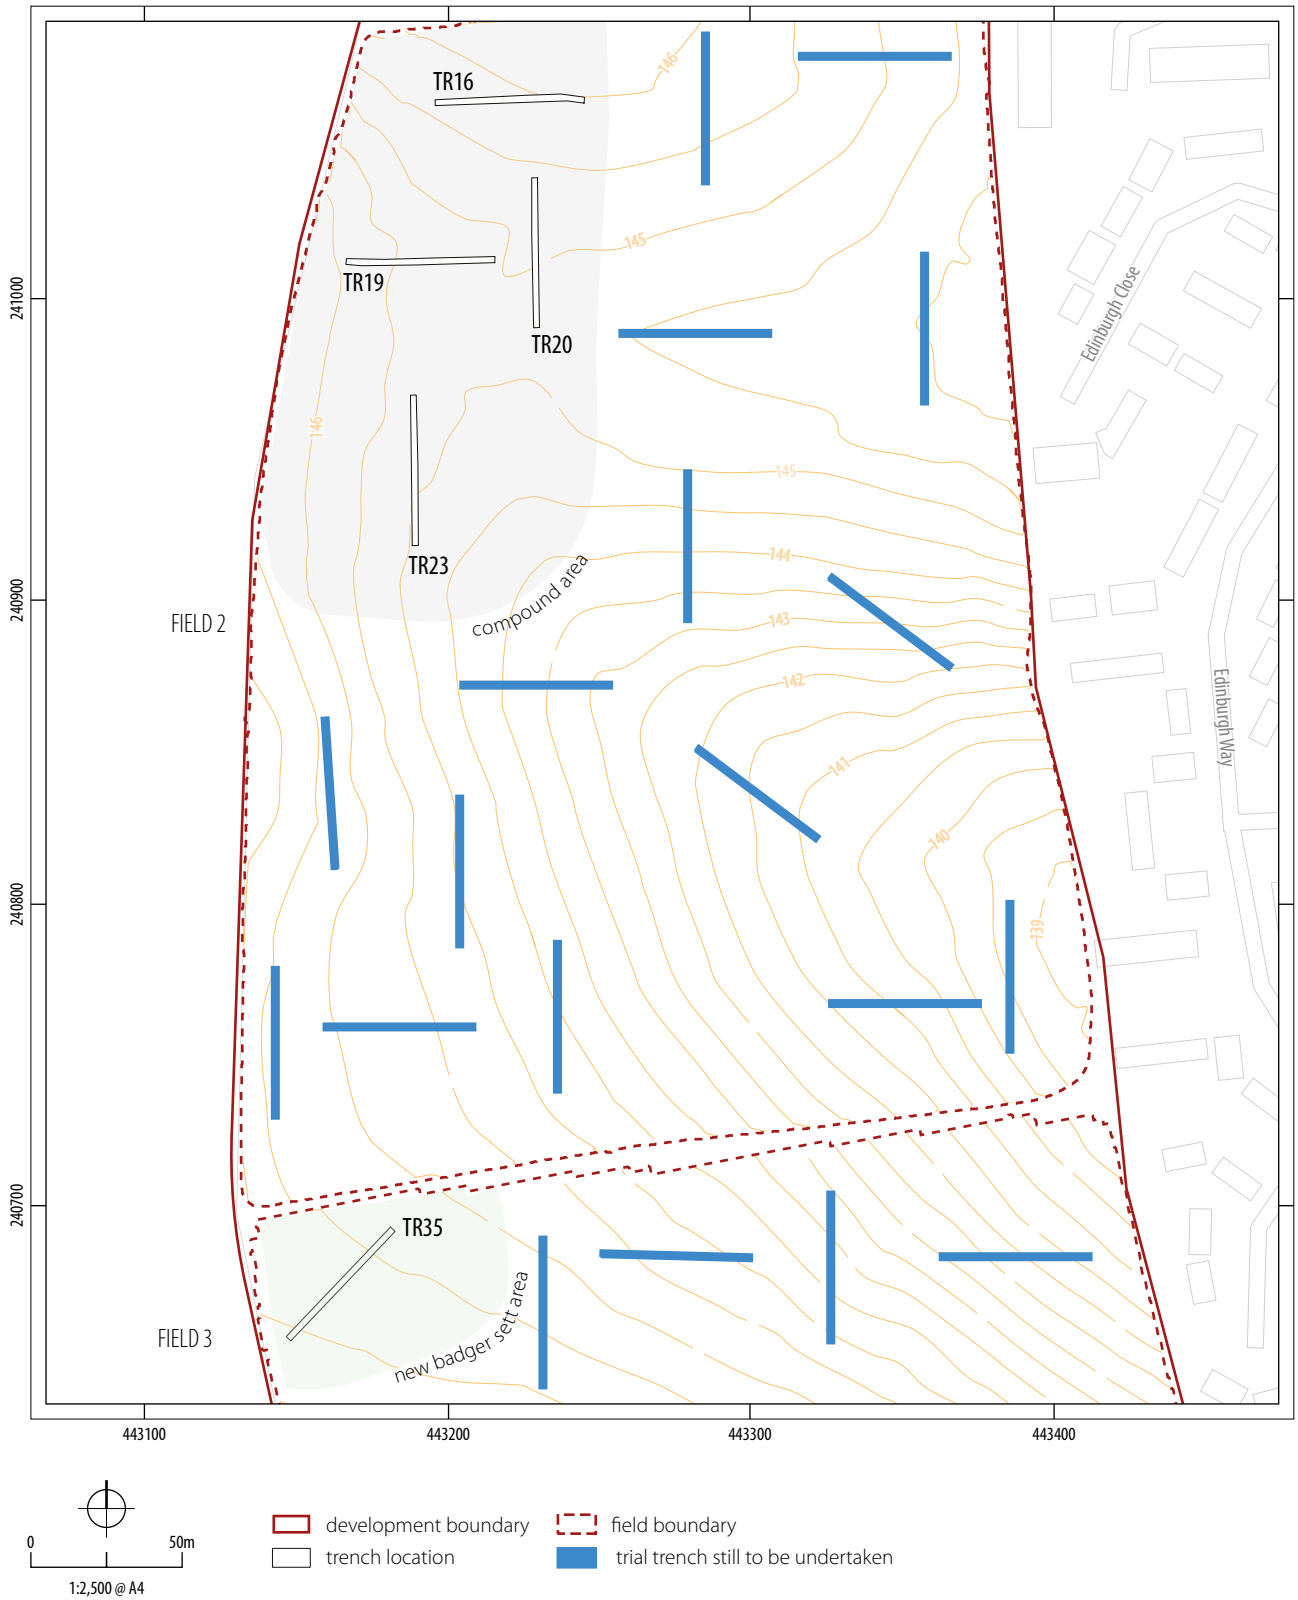 146
TR16
145
TR19
TR20
241000
Edinburgh Close
146
145
TR23
144
compound area
240900
FIELD 2
143
142
Edinburgh Way
141
140
240800
139
240700
TR35
new badger sett area
FIELD 3
443100 443200 443300 443400
0 50m
1:2,500 @ A4
development boundary
field boundary
trench location
trial trench still to be undertaken